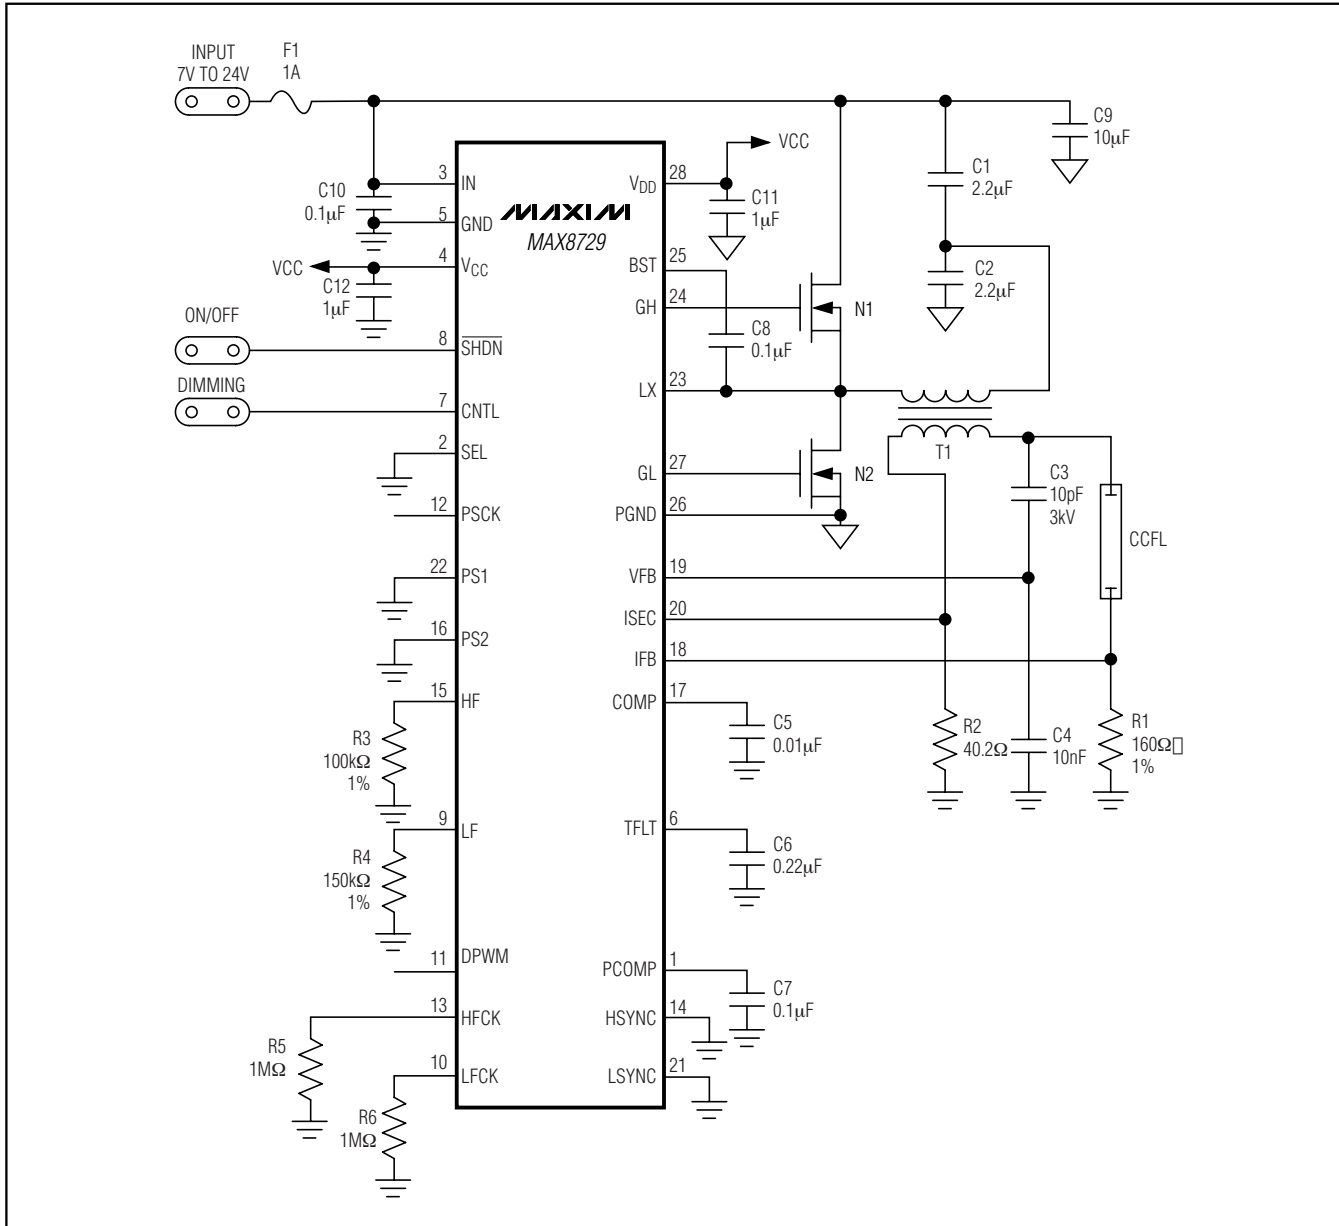 INPUT
7V TO 24V
F1
1A
C9
10µF
C1
2.2µF
C2
2.2µF
3
IN
C10
0.1µF
5
GND
4
VCC
VCC
C12
1µF
MAXIM
MAX8729
28
VDD
VCC
C11
1µF
25
BST
24
GH
N1
C8
0.1µF
ON/OFF
8
SHDN
23
LX
DIMMING
7
CNTL
T1
2
SEL
27
GL
N2
C3
10pF
3kV
CCFL
12
PSCK
26
PGND
22
PS1
19
VFB
20
ISEC
16
PS2
18
IFB
15
HF
17
COMP
R3
100kΩ
1%
C5
0.01µF
R2
40.2Ω
C4
10nF
R1
160Ω▯
1%
9
LF
6
TFLT
R4
150kΩ
1%
C6
0.22µF
11
DPWM
1
PCOMP
C7
0.1µF
13
HFCK
14
HSYNC
R5
1MΩ
10
LFCK
21
LSYNC
R6
1MΩ